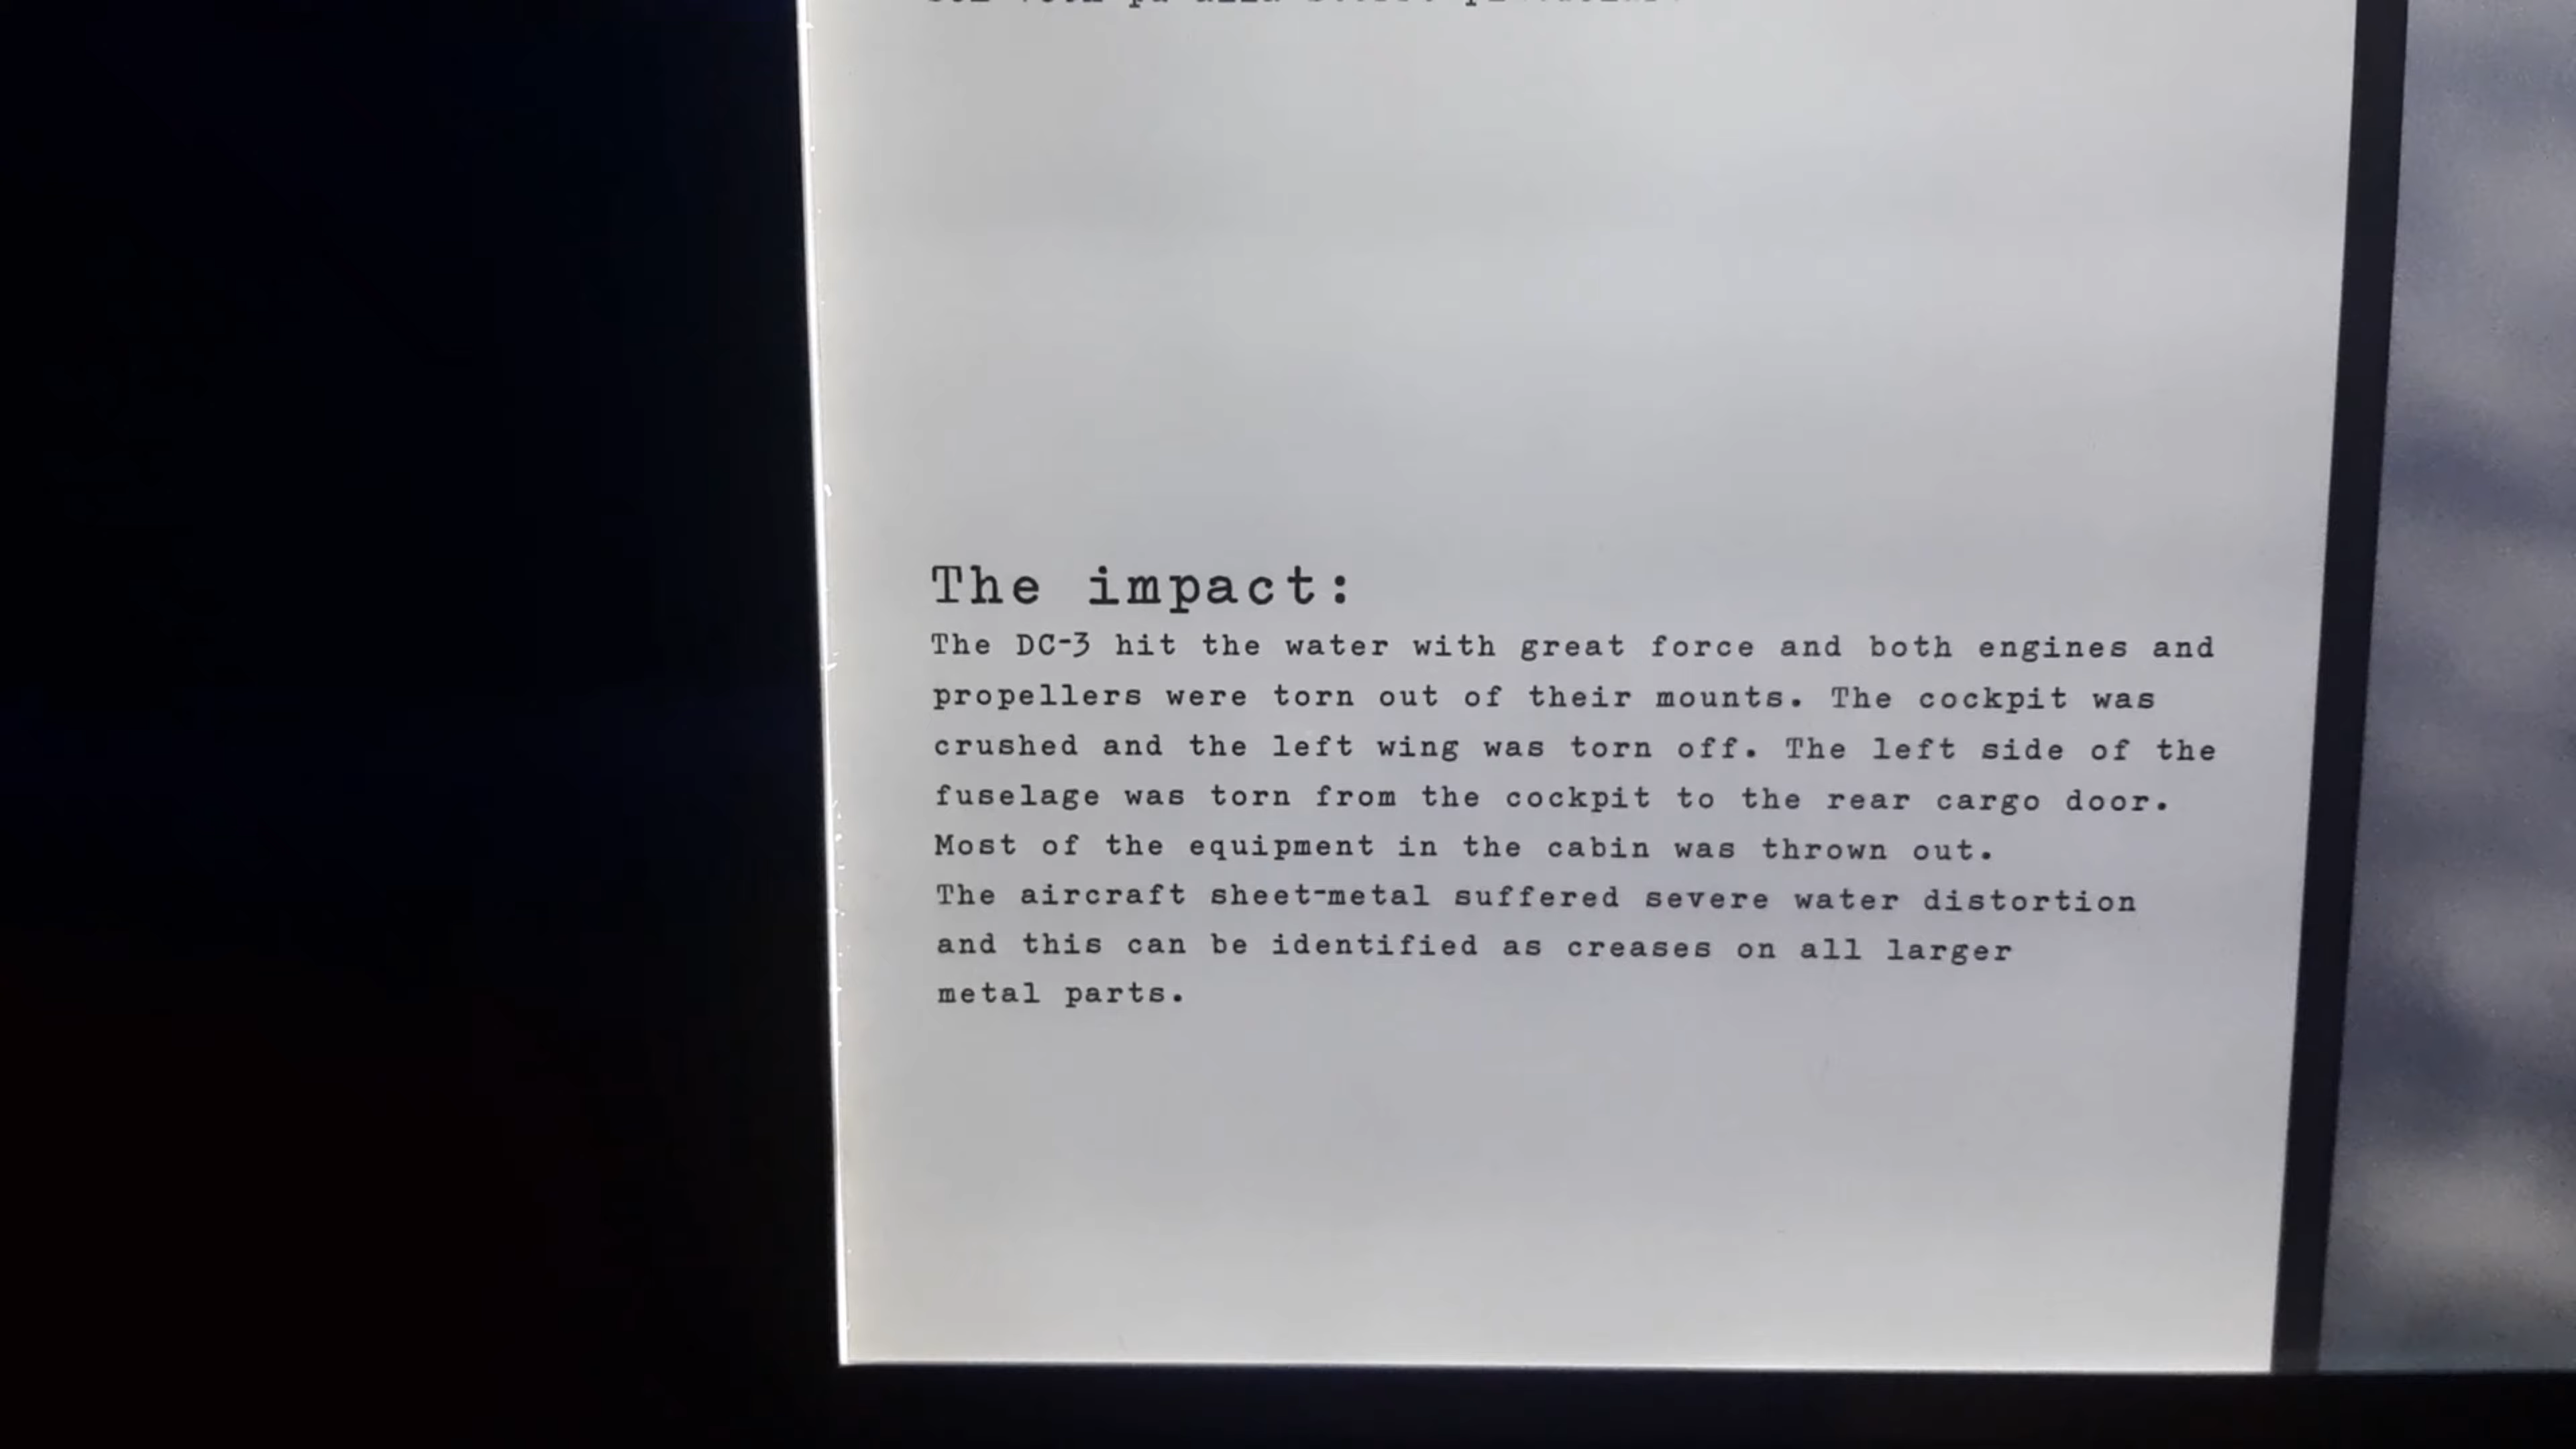 The impact:
The DC-3 hit the water with great force and both engines and
propellers were torn out of their mounts. The cockpit was
crushed and the left wing was torn off. The left side of the
fuselage was torn from the cockpit to the rear cargo door.
Most of the equipment in the cabin was thrown out.
The aircraft sheet-metal suffered severe water distortion
and this can be identified as creases on all larger
metal parts.